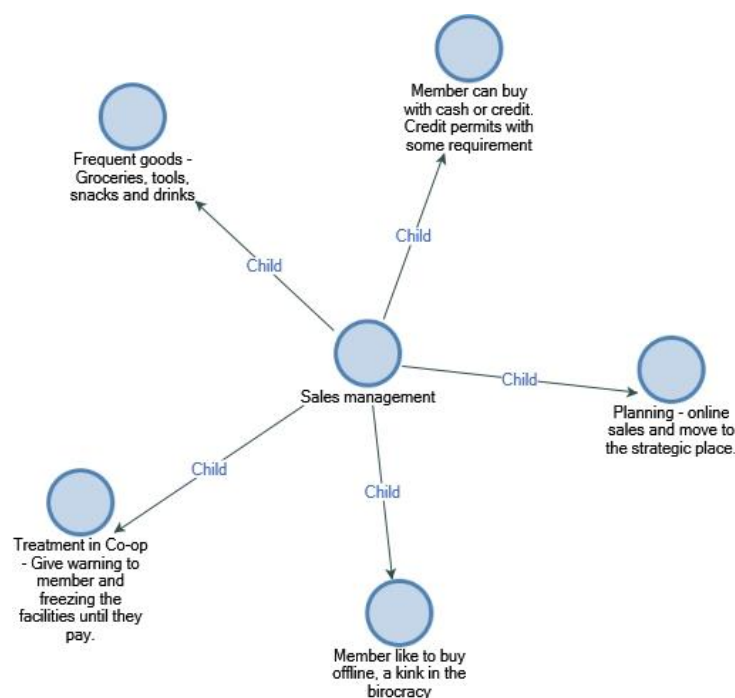 Member can buy
with cash or credit.
Credit permits with
some requirement
Frequent goods -
Groceries, tools,
snacks and drinks
Child
Child
Sales management
Child
Planning - online
sales and move to
the strategic place.
Child
Child
Treatment in Co-op
- Give warning to
member and
freezing the
facilities until they
pay.
Member like to buy
offline, a kink in the
birocracy